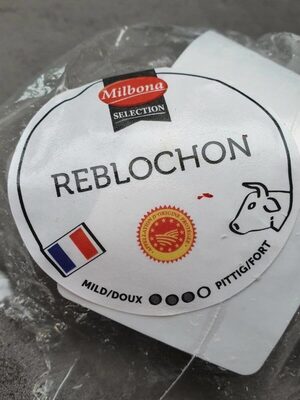 Milbona
SELECTION
REBLOCHON
MILD/DOUX
PITTIG/FORT